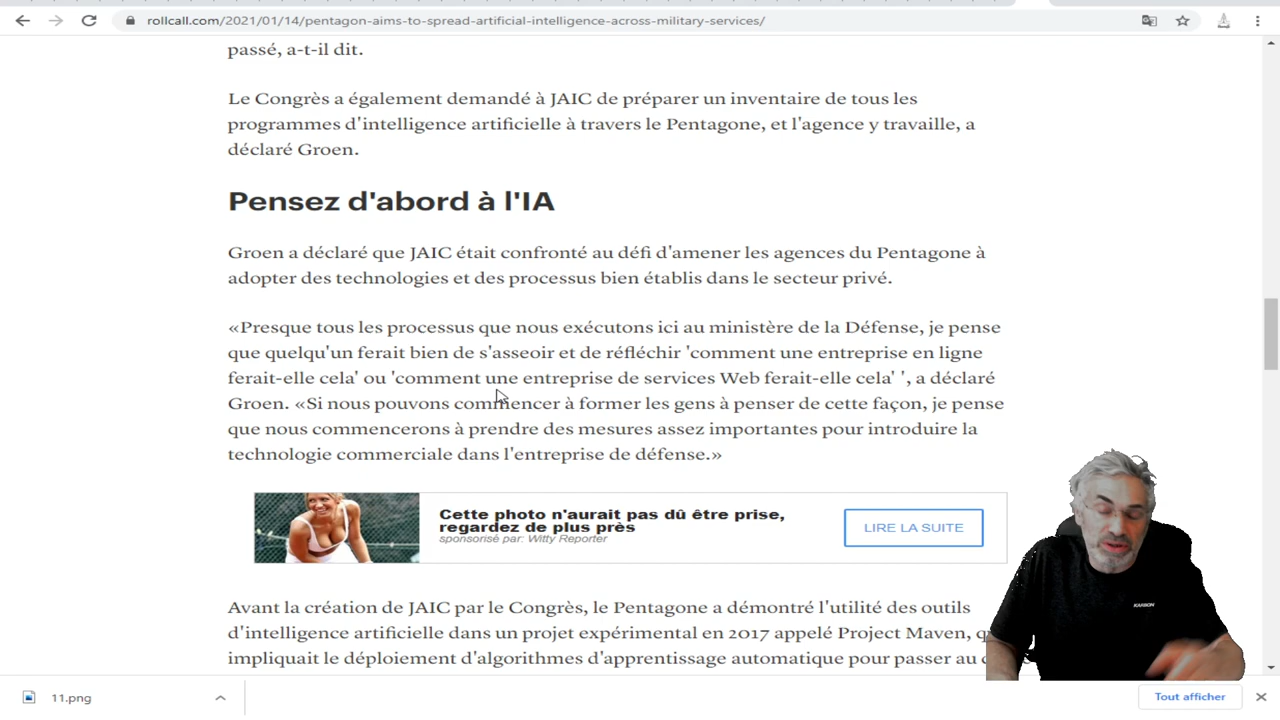 rollcall.com/2021/01/14/pentagon-aims-to-spread-artificial-intelligence-across-military-services/
passé, a-t-il dit.
Le Congrès a également demandé à JAIC de préparer un inventaire de tous les
programmes d'intelligence artificielle à travers le Pentagone, et l'agence y travaille, a
déclaré Groen.
Pensez d'abord à l'IA
Groen a déclaré que JAIC était confronté au défi d'amener les agences du Pentagone à
adopter des technologies et des processus bien établis dans le secteur privé.
«Presque tous les processus que nous exécutons ici au ministère de la Défense, je pense
que quelqu'un ferait bien de s'asseoir et de réfléchir 'comment une entreprise en ligne
ferait-elle cela' ou 'comment une entreprise de services Web ferait-elle cela' ', a déclaré
Groen. «Si nous pouvons commencer à former les gens à penser de cette façon, je pense
que nous commencerons à prendre des mesures assez importantes pour introduire la
technologie commerciale dans l'entreprise de défense.»
Cette photo n'aurait pas dû être prise,
regardez de plus près
sponsorisé par: Witty Reporter
LIRE LA SUITE
Avant la création de JAIC par le Congrès, le Pentagone a démontré l'utilité des outils
d'intelligence artificielle dans un projet expérimental en 2017 appelé Project Maven,
impliquait le déploiement d'algorithmes d'apprentissage automatique pour passer au
KARBON
11.png
Tout afficher